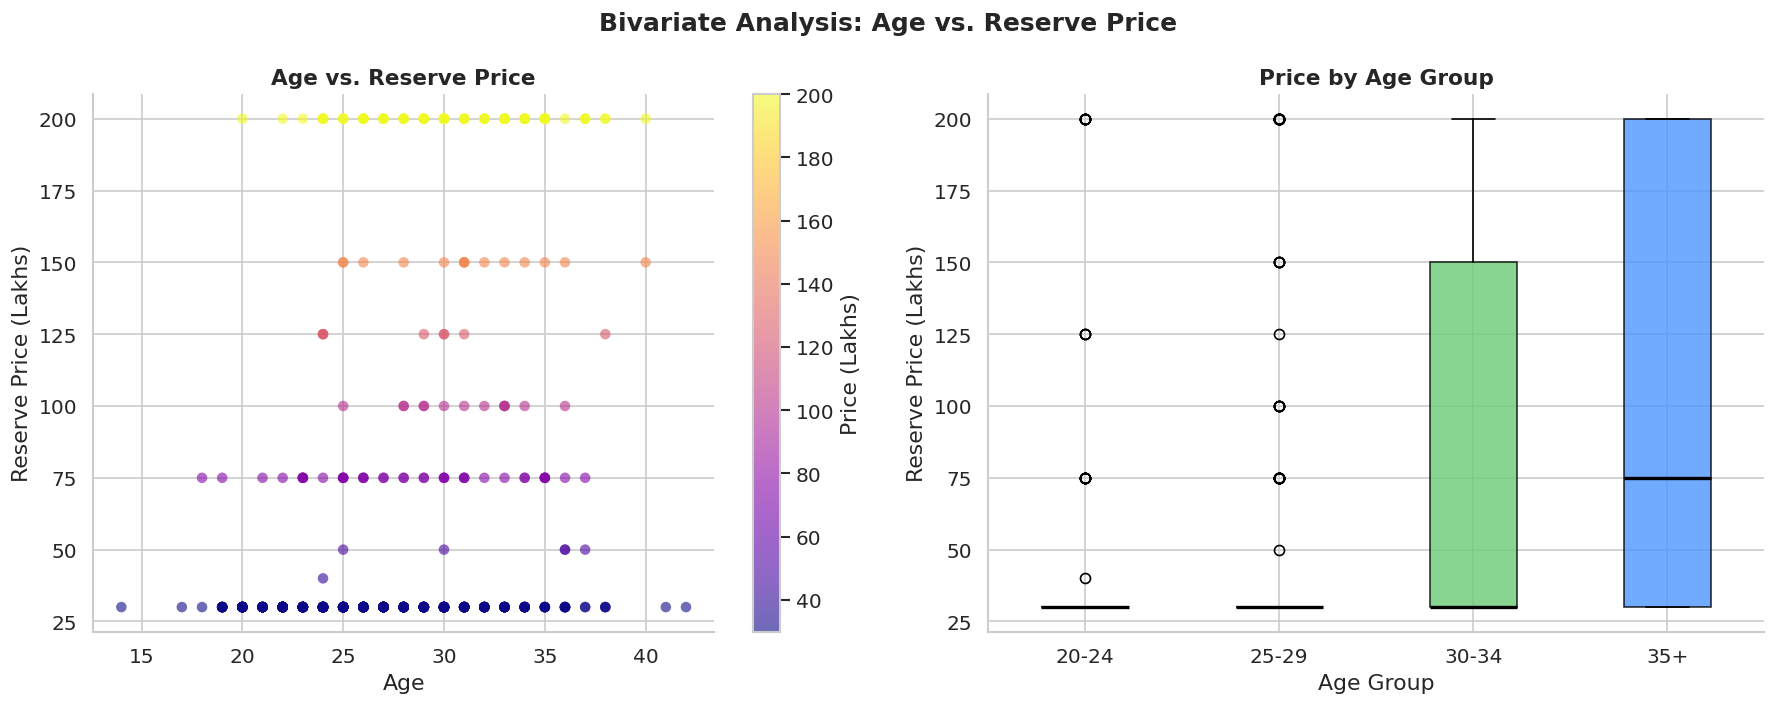 Bivariate Analysis: Age vs. Reserve Price
Age vs. Reserve Price
Reserve Price (Lakhs)
200
175
150
125
100
75
50
25
15 20 25 30 35 40
Age
200
180
160
140
120
100
80
60
40
Price (Lakhs)
Price by Age Group
Reserve Price (Lakhs)
200
175
150
125
100
75
50
25
20-24 25-29 30-34 35+
Age Group